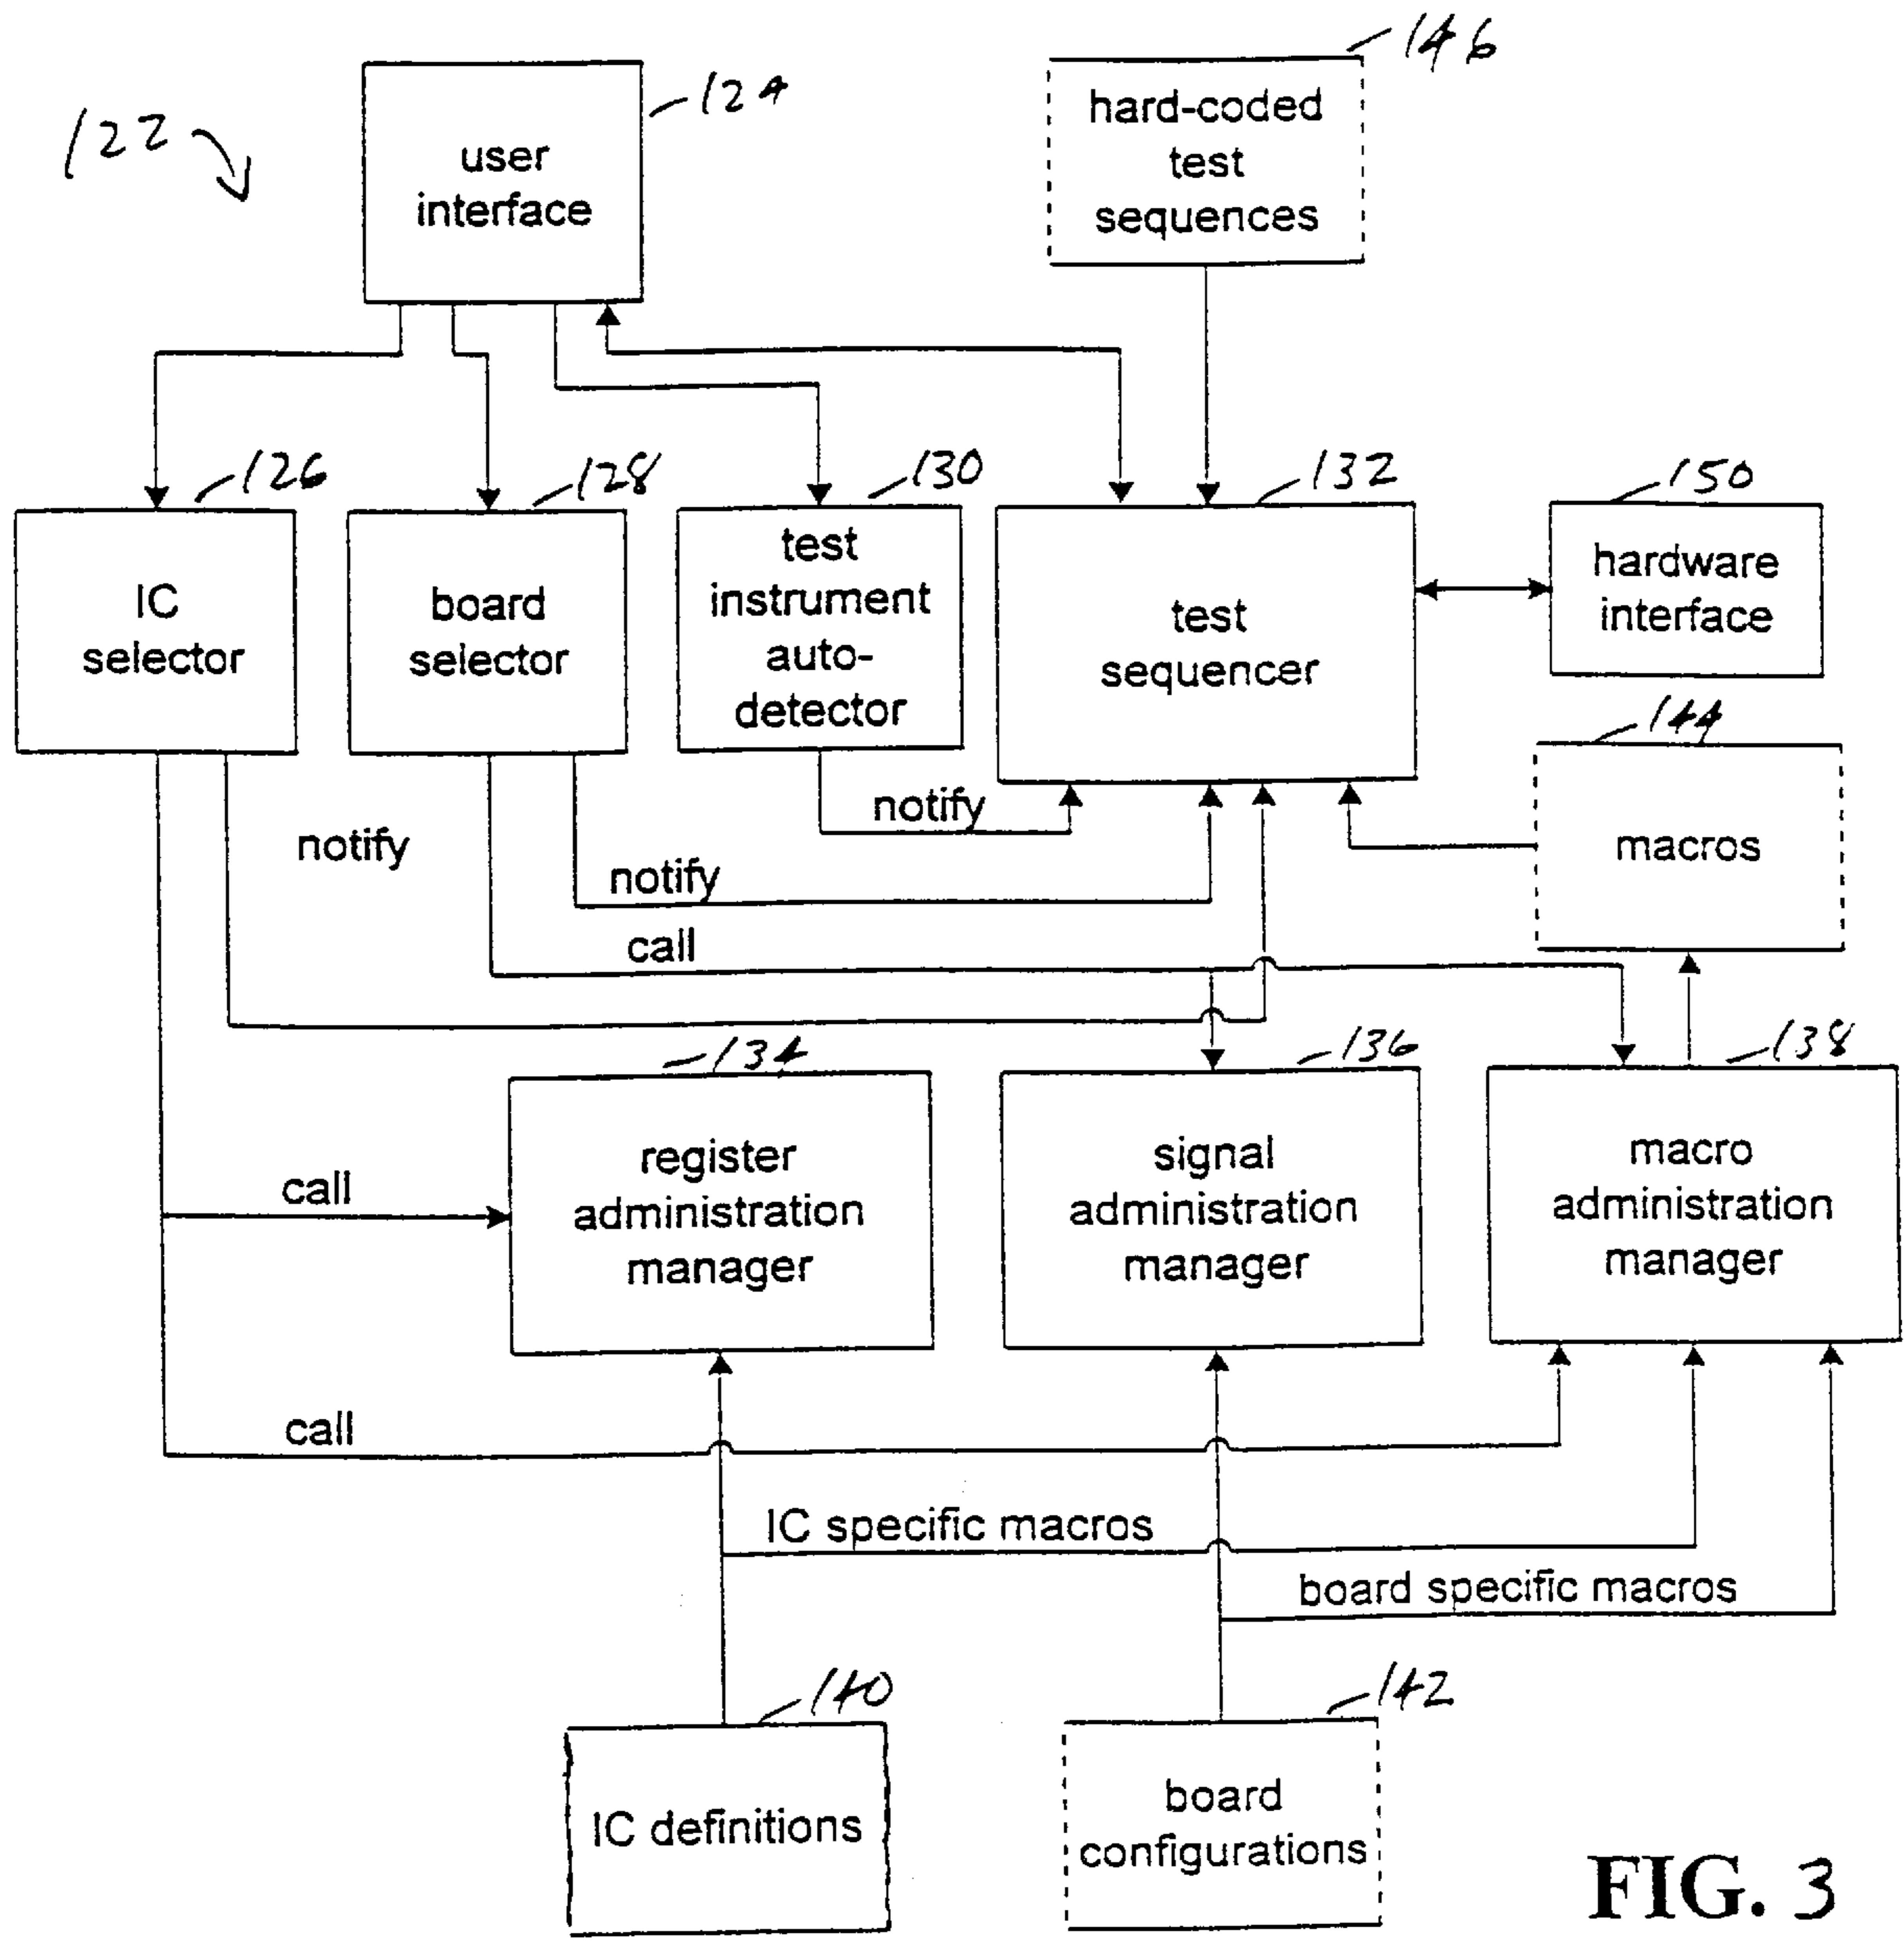 146
124
122
hard-coded
test
sequences
user
interface
126
128
130
132
150
IC
selector
board
selector
test
instrument
auto-
detector
test
sequencer
hardware
interface
144
notify
notify
notify
macros
call
134
136
138
register
administration
manager
signal
administration
manager
macro
administration
manager
call
call
IC specific macros
board specific macros
140
142
IC definitions
board
configurations
FIG. 3